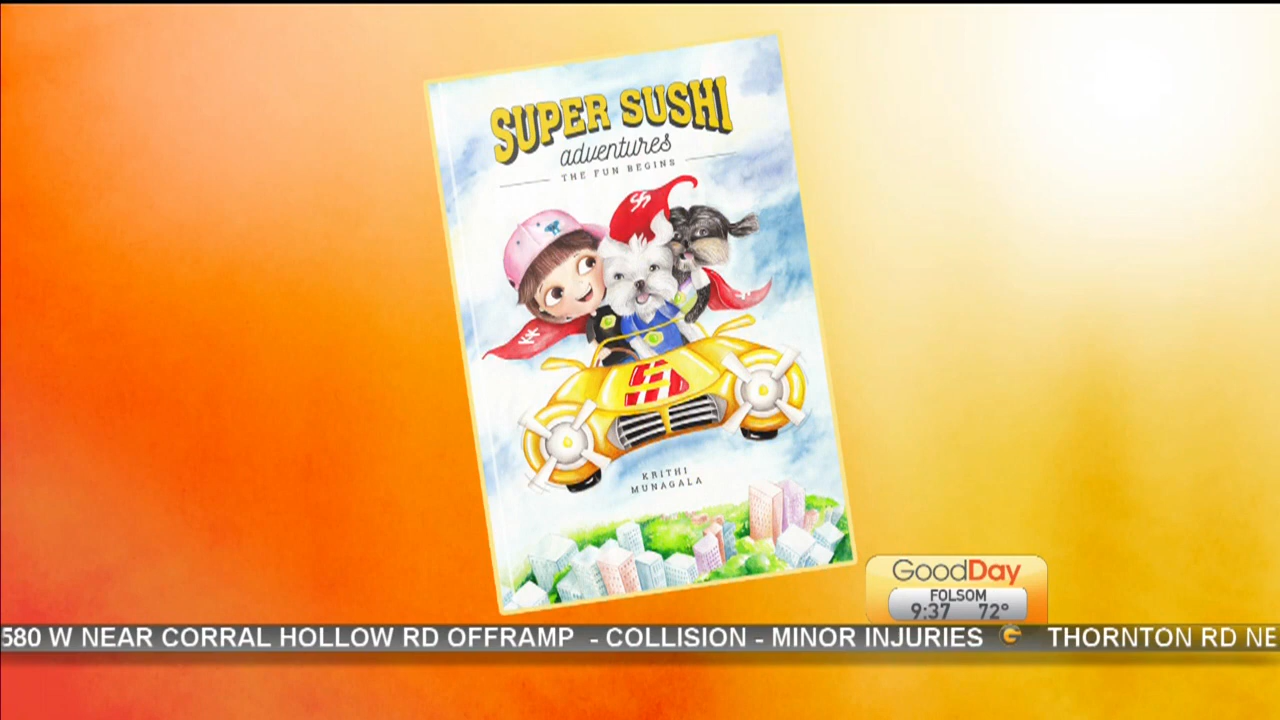 SUPER SUSHI
adventures
THE FUN BEGINS
KRITHI
MUNAGALA
GoodDay
FOLSOM
9:37 72°
580 W NEAR CORRAL HOLLOW RD OFFRAMP - COLLISION - MINOR INJURIES THORNTON RD NE